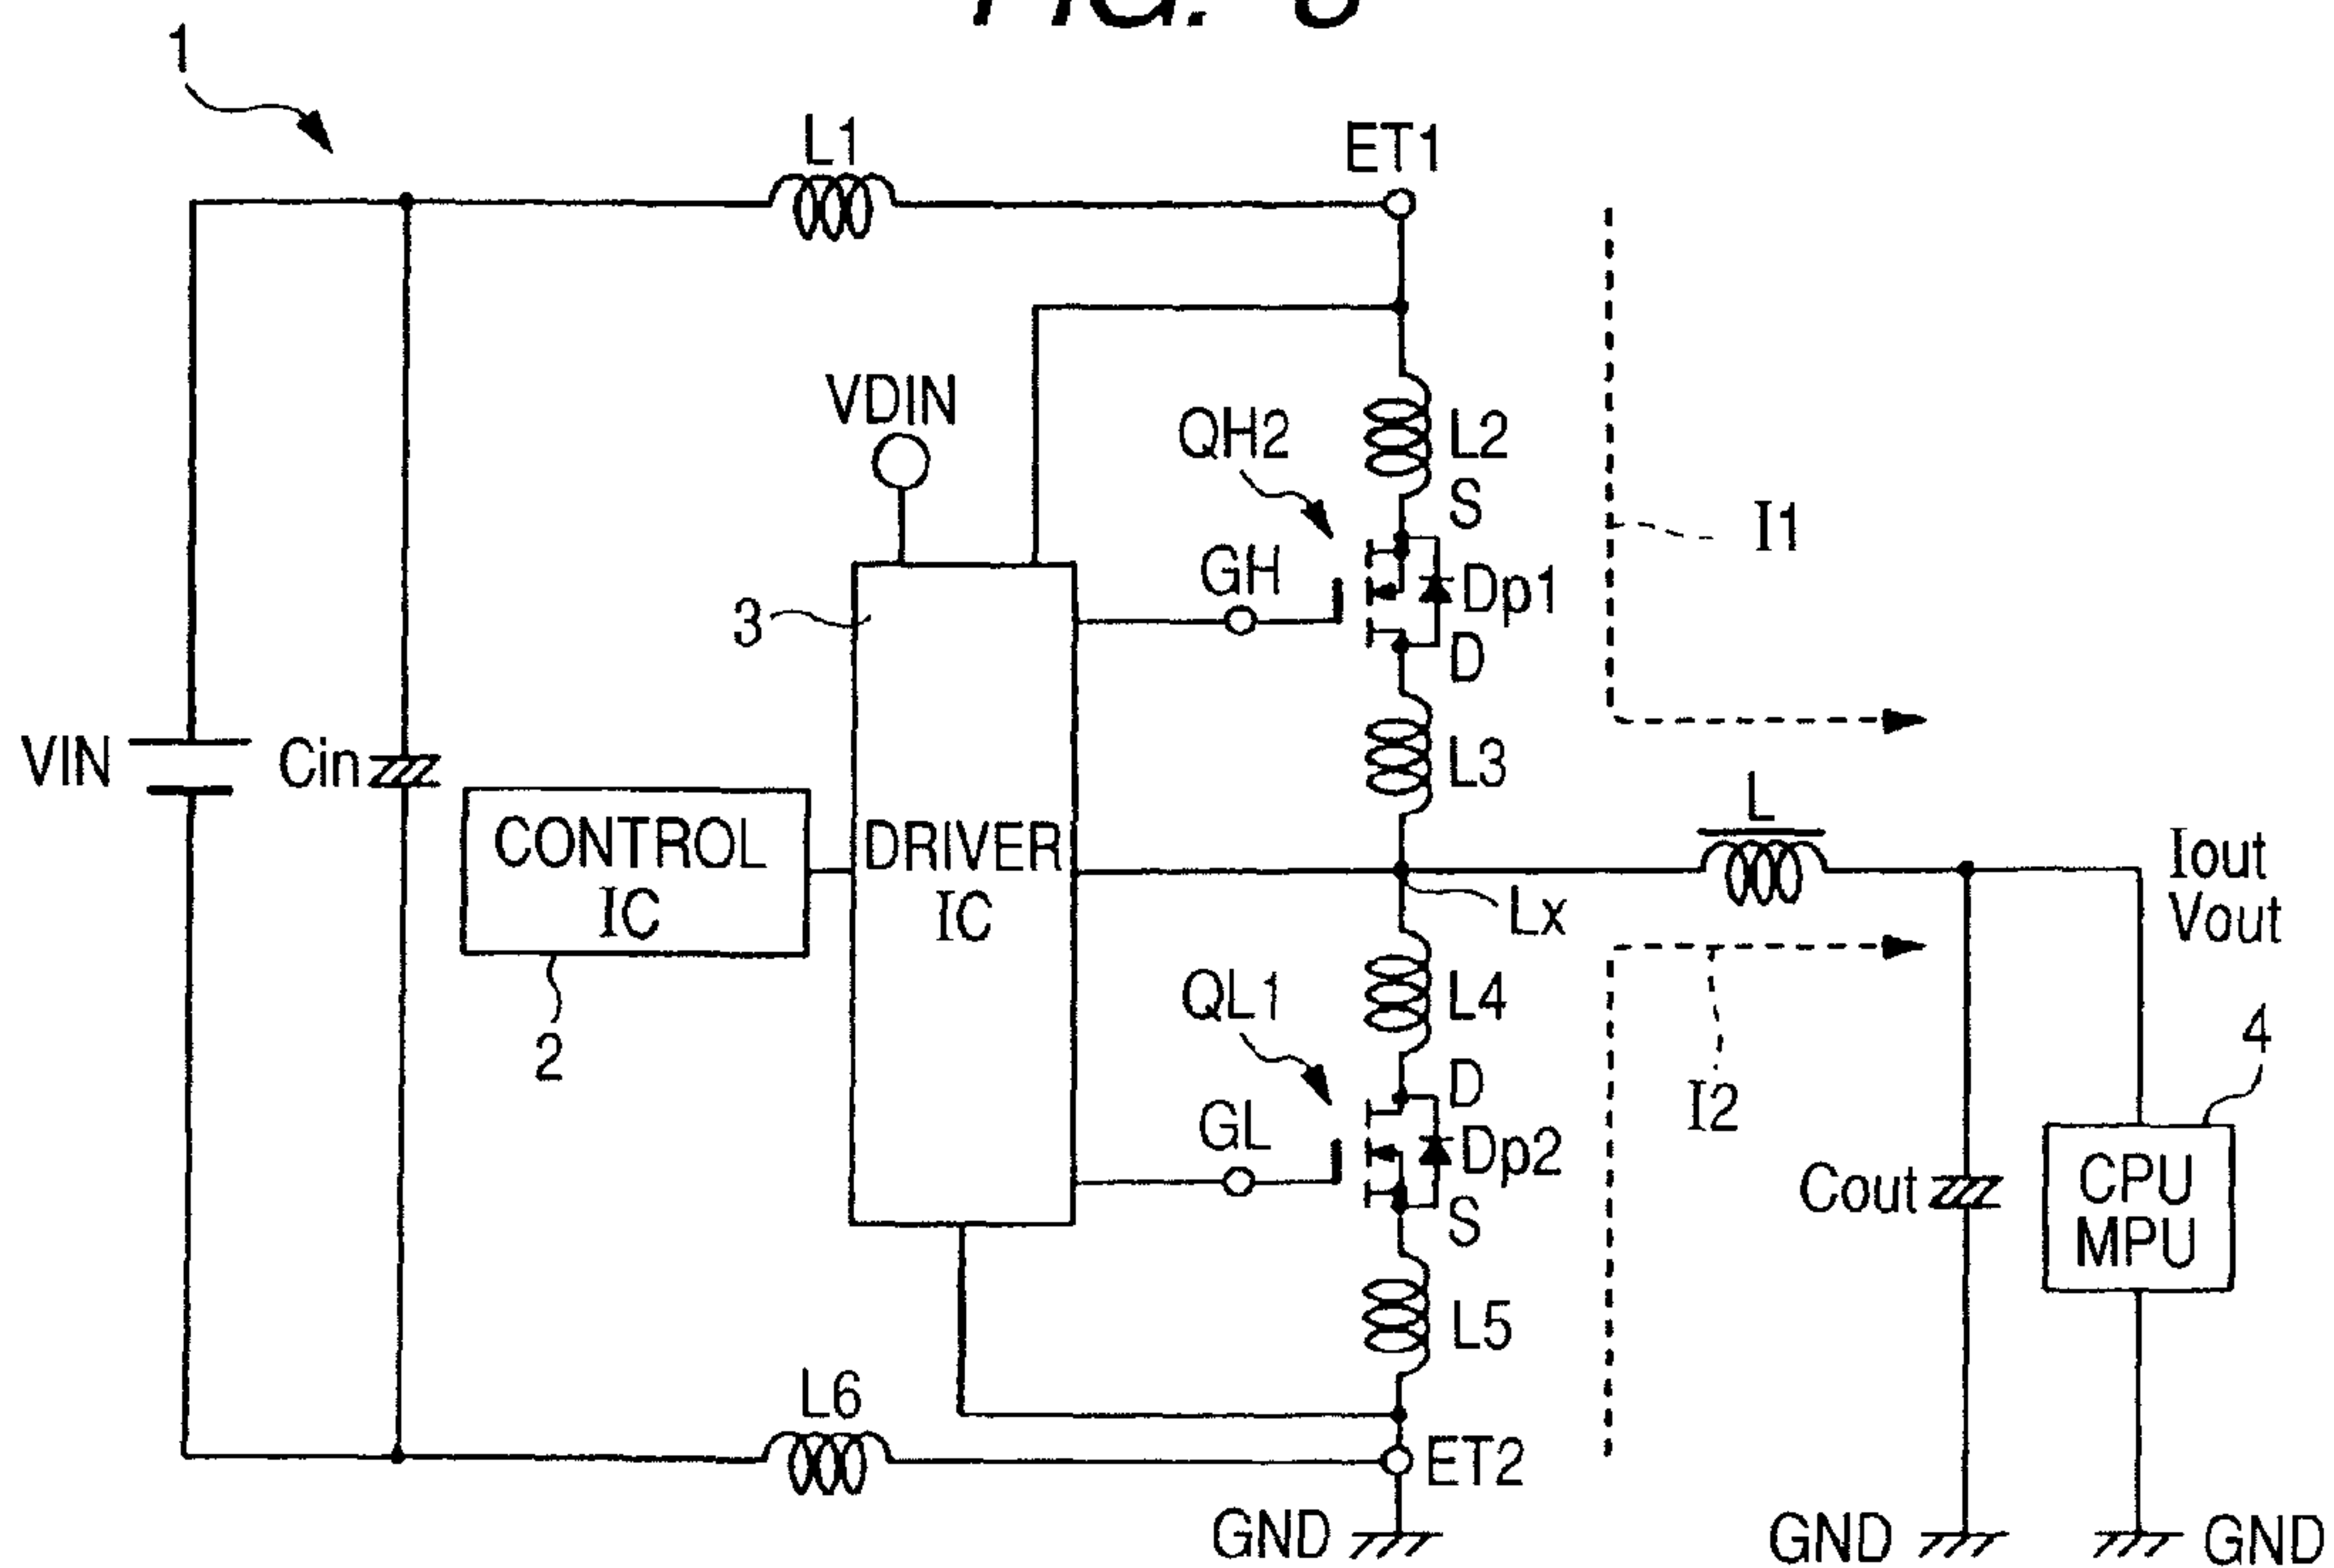 FIG.
1
L1
ET1
VDIN
QH2
L2
S
I1
GH
Dp1
3
D
VIN
Cin
L3
L
CONTROL
IC
DRIVER
IC
Iout
Vout
Lx
QL1
L4
4
2
D
I2
GL
Dp2
CPU
MPU
Cout
S
L5
L6
ET2
GND
GND
GND